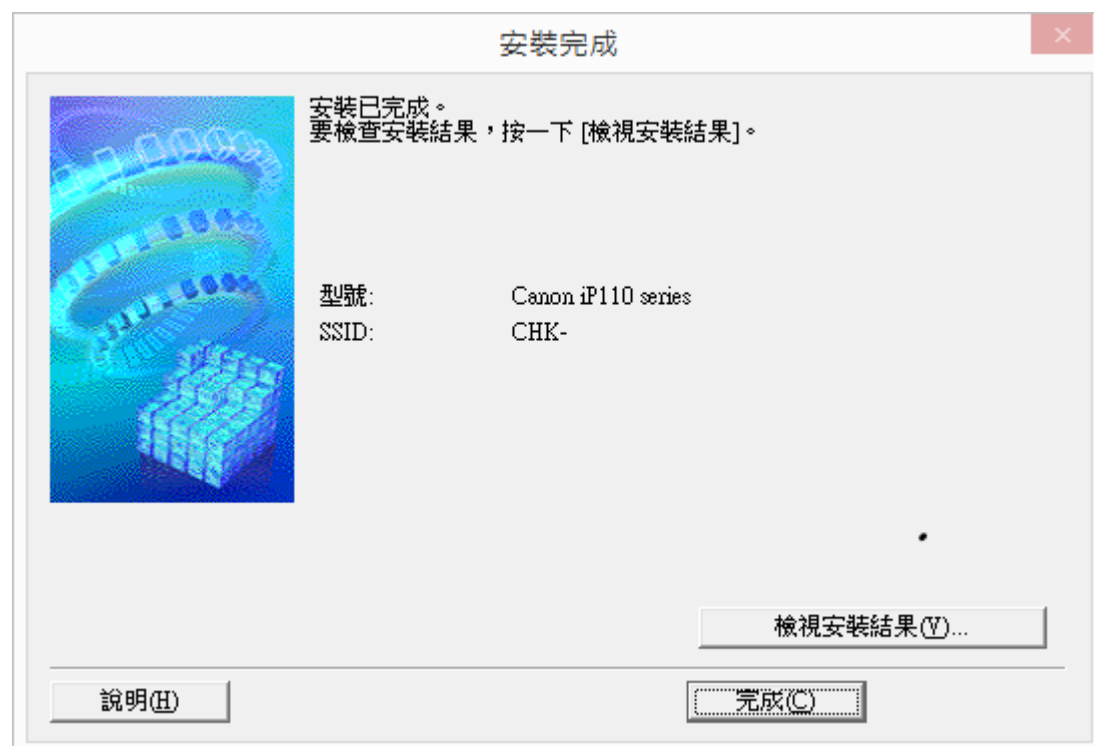 安裝完成
安裝已完成。
要檢查安裝結果，按一下 [檢視安裝結果]。
型號: Canon iP110 series
SSID: CHK-
檢視安裝結果(V)...
說明(H) 完成(C)